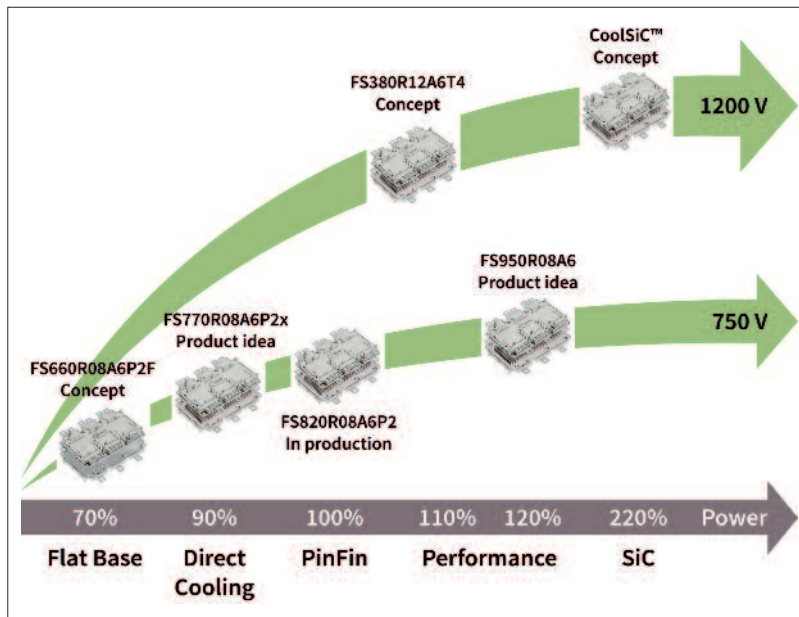 CoolSiC™
Concept
FS380R12A6T4
Concept
1200 V
FS950R08A6
Product idea
FS770R08A6P2x
Product idea
750 V
FS660R08A6P2F
Concept
FS820R08A6P2
In production
70% 90% 100% 110% 120% 220% Power
Flat Base Direct PinFin Performance SiC
Cooling